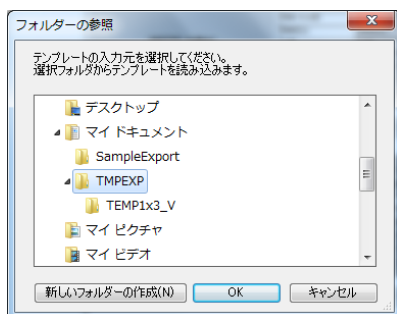 フォルダーの参照
テンプレートの入力元を選択してください。
選択フォルダからテンプレートを読み込みます。
デスクトップ
マイ ドキュメント
SampleExport
TMPEXP
TEMP1x3_V
マイ ピクチャ
マイ ビデオ
新しいフォルダーの作成(N) OK キャンセル